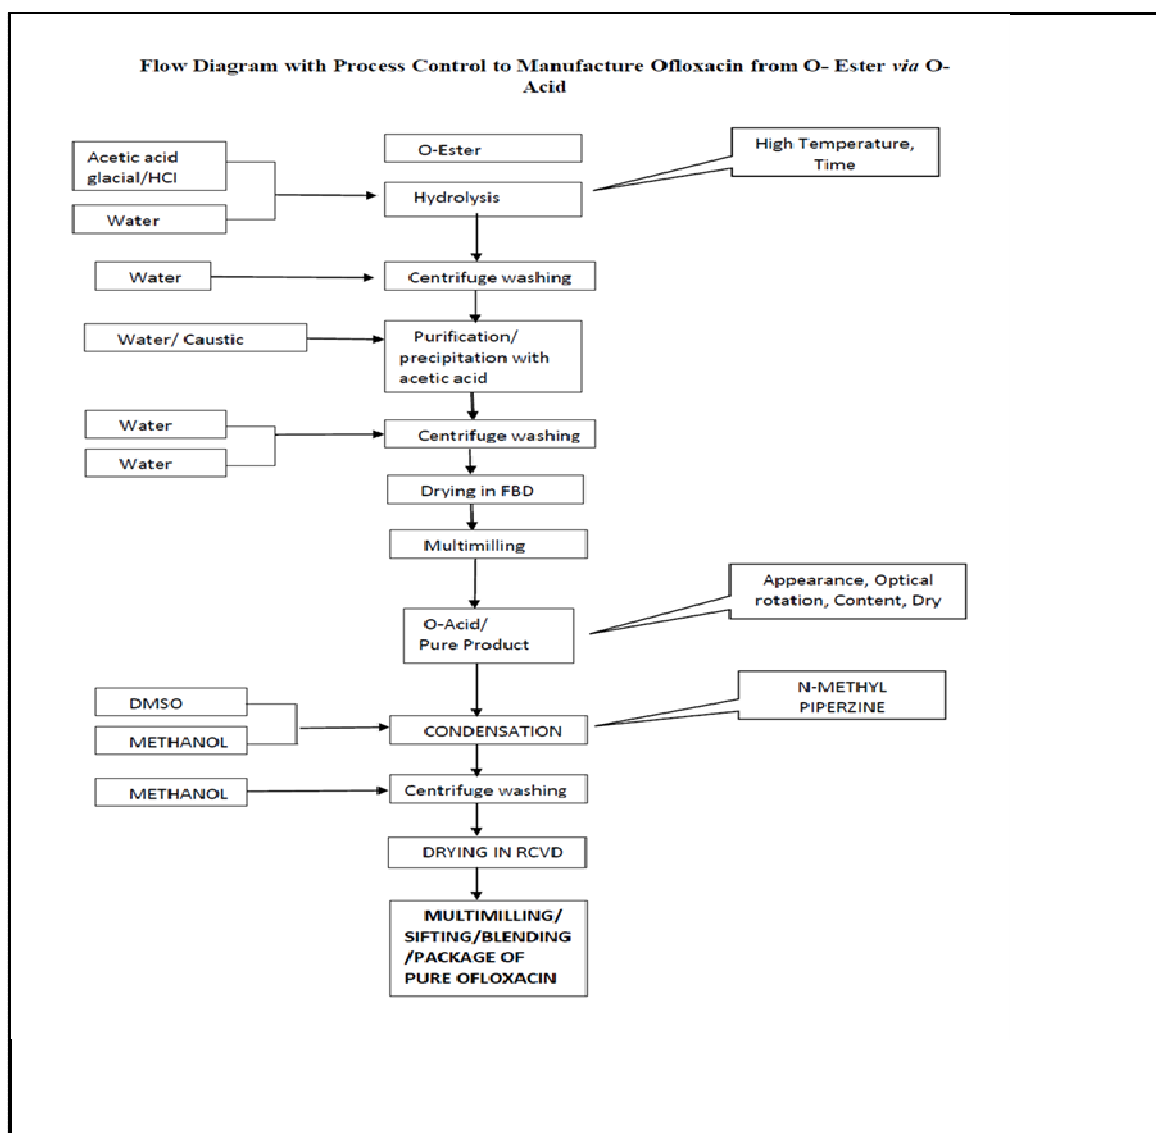 Flow Diagram with Process Control to Manufacture Ofloxacin from O- Ester via O-
Acid
Acetic acid
glacial/HCl
Water
O-Ester
High Temperature,
Time
Hydrolysis
Water
Centrifuge washing
Water/ Caustic
Purification/
precipitation with
acetic acid
Water
Water
Centrifuge washing
Drying in FBD
Multimilling
Appearance, Optical
rotation, Content, Dry
O-Acid/
Pure Product
DMSO
METHANOL
N-METHYL
PIPERZINE
CONDENSATION
METHANOL
Centrifuge washing
DRYING IN RCVD
MULTIMILLING/
SIFTING/BLENDING
/PACKAGE OF
PURE OFLOXACIN